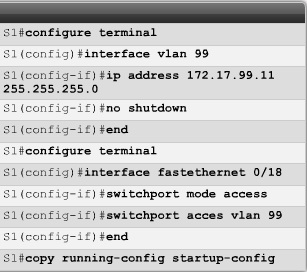 S1#configure terminal
S1(config)#interface vlan 99
S1(config-if)#ip address 172.17.99.11
255.255.255.0
S1(config-if)#no shutdown
S1(config-if)#end
S1#configure terminal
S1(config)#interface fastethernet 0/18
S1(config-if)#switchport mode access
S1(config-if)#switchport acces vlan 99
S1(config-if)#end
S1#copy running-config startup-config